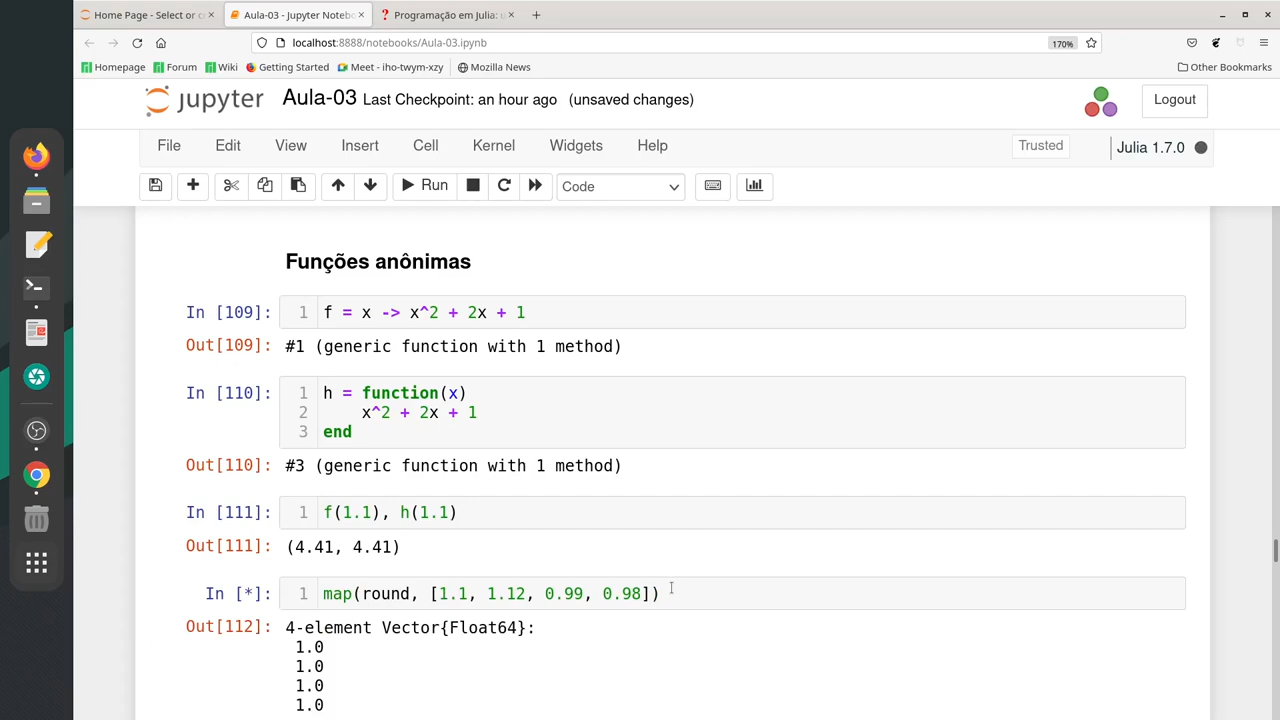 Home Page - Select or c
Aula-03 - Jupyter Notebo
Programação em Julia: u
localhost:8888/notebooks/Aula-03.ipynb
170%
Homepage Forum Wiki Getting Started Meet - iho-twym-xzy Mozilla News Other Bookmarks
jupyter Aula-03 Last Checkpoint: an hour ago (unsaved changes) Logout
File Edit View Insert Cell Kernel Widgets Help Trusted Julia 1.7.0
Run Code
Funções anônimas
In [109]: 1 f = x -> x^2 + 2x + 1
Out[109]: #1 (generic function with 1 method)
In [110]: 1 h = function(x)
2 x^2 + 2x + 1
3 end
Out[110]: #3 (generic function with 1 method)
In [111]: 1 f(1.1), h(1.1)
Out[111]: (4.41, 4.41)
In [*]: 1 map(round, [1.1, 1.12, 0.99, 0.98])
Out[112]: 4-element Vector{Float64}:
1.0
1.0
1.0
1.0